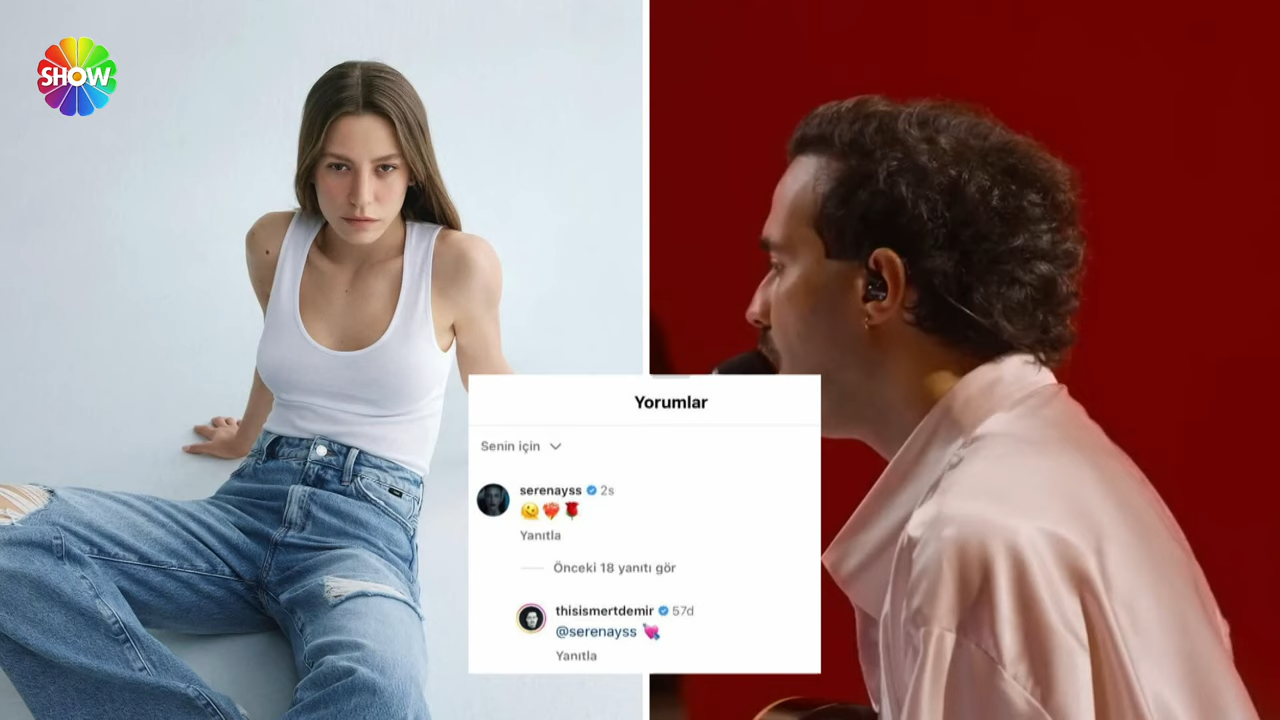 SHOW
Yorumlar
Senin için
serenayss 2s
🫠❤️‍🔥🌹
Yanıtla
Önceki 18 yanıtı gör
thisismertdemir 57d
@serenayss 💘
Yanıtla